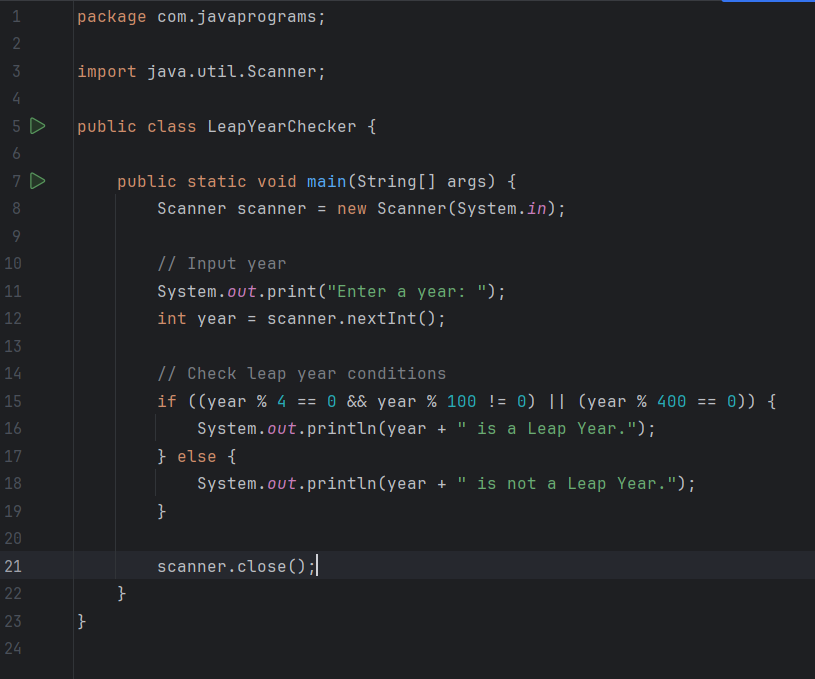 1 package com.javaprograms;
2
3 import java.util.Scanner;
4
5 public class LeapYearChecker {
6
7     public static void main(String[] args) {
8         Scanner scanner = new Scanner(System.in);
9
10         // Input year
11         System.out.print("Enter a year: ");
12         int year = scanner.nextInt();
13
14         // Check leap year conditions
15         if ((year % 4 == 0 && year % 100 != 0) || (year % 400 == 0)) {
16             System.out.println(year + " is a Leap Year.");
17         } else {
18             System.out.println(year + " is not a Leap Year.");
19         }
20
21         scanner.close();
22     }
23 }
24